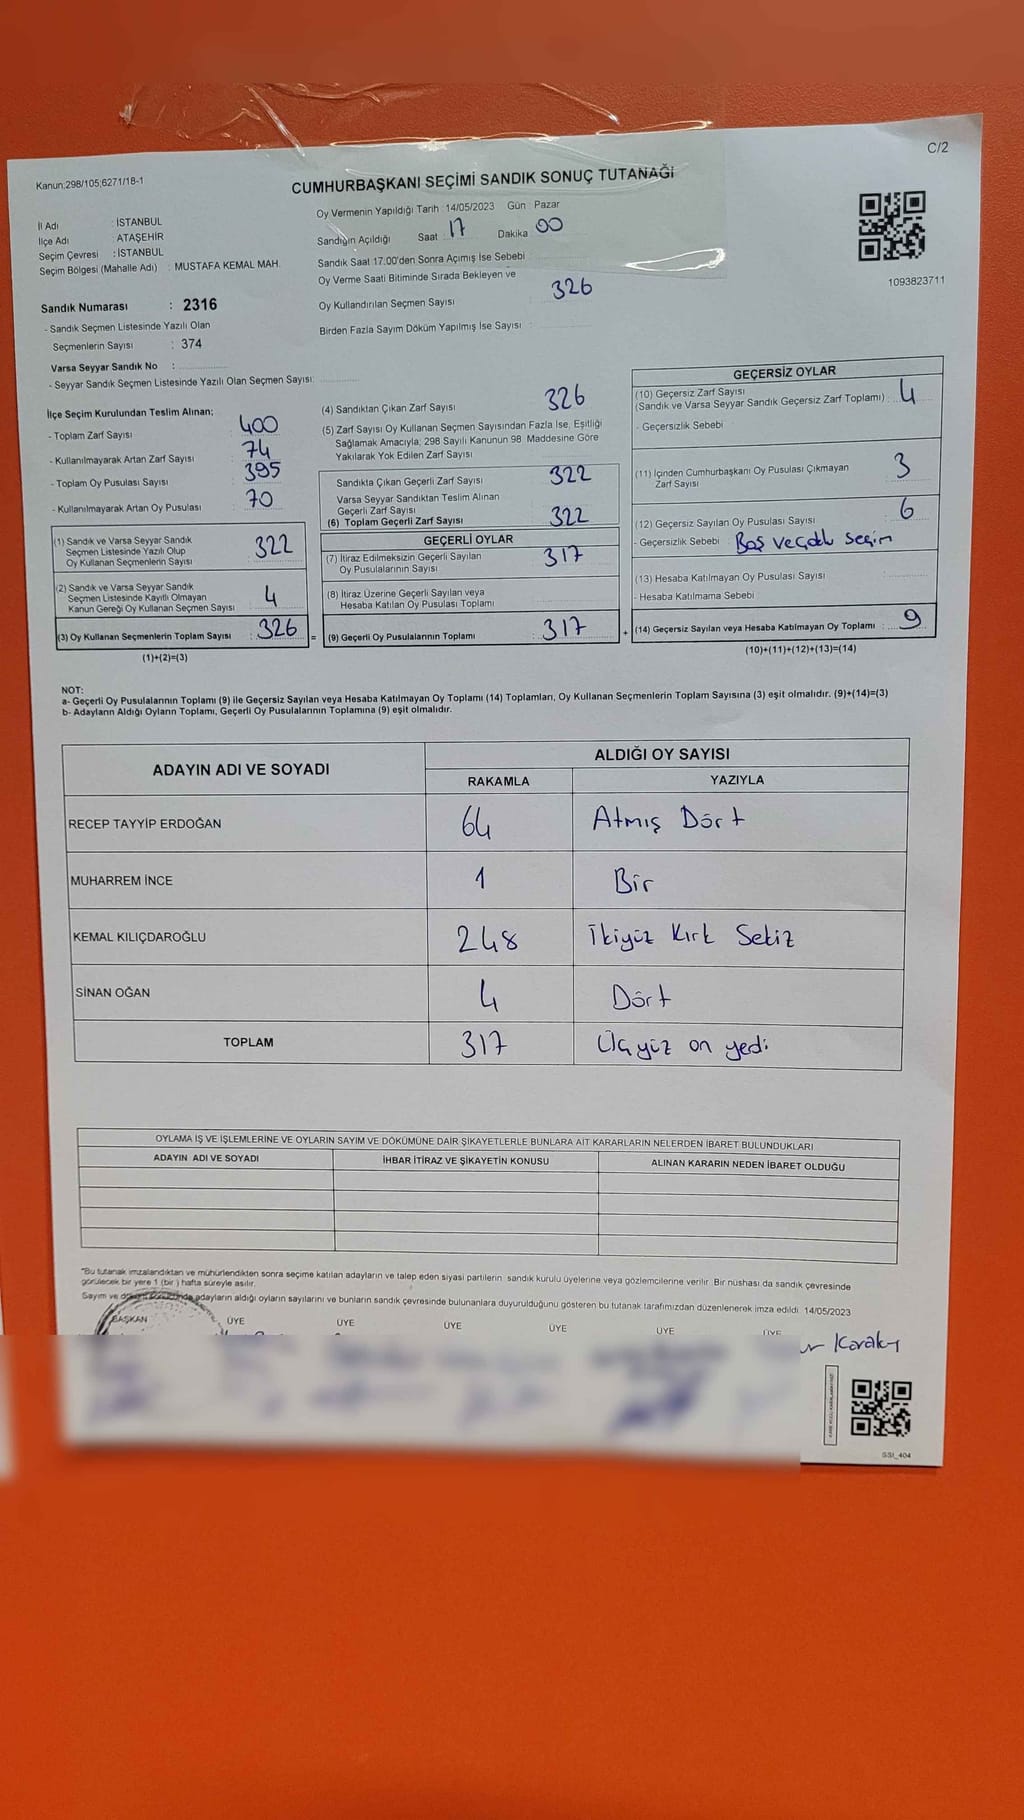 C/2
Kanun;298/105;6271/18-1
CUMHURBAŞKANI SEÇİMİ SANDIK SONUÇ TUTANAĞI
İl Adı : İSTANBUL
İlçe Adı : ATAŞEHİR
Seçim Çevresi : İSTANBUL
Seçim Bölgesi (Mahalle Adı) : MUSTAFA KEMAL MAH.
Oy Vermenin Yapıldığı Tarih : 14/05/2023 Gün : Pazar
Sandığın Açıldığı Saat : 17 Dakika : 00
Sandık Saat 17:00'den Sonra Açımış İse Sebebi :
Oy Verme Saati Bitiminde Sırada Bekleyen ve
Oy Kullandırılan Seçmen Sayısı : 326
Birden Fazla Sayım Döküm Yapılmış İse Sayısı :
1093823711
Sandık Numarası : 2316
- Sandık Seçmen Listesinde Yazılı Olan
Seçmenlerin Sayısı : 374
Varsa Seyyar Sandık No :
- Seyyar Sandık Seçmen Listesinde Yazılı Olan Seçmen Sayısı:
İlçe Seçim Kurulundan Teslim Alınan;
- Toplam Zarf Sayısı : 400
- Kullanılmayarak Artan Zarf Sayısı : 74
- Toplam Oy Pusulası Sayısı : 395
- Kullanılmayarak Artan Oy Pusulası : 70
(1) Sandık ve Varsa Seyyar Sandık
Seçmen Listesinde Yazılı Olup
Oy Kullanan Seçmenlerin Sayısı : 322
(2) Sandık ve Varsa Seyyar Sandık
Seçmen Listesinde Kayıtlı Olmayan
Kanun Gereği Oy Kullanan Seçmen Sayısı : 4
(3) Oy Kullanan Seçmenlerin Toplam Sayısı : 326 =
(1)+(2)=(3)
(4) Sandıktan Çıkan Zarf Sayısı : 326
(5) Zarf Sayısı Oy Kullanan Seçmen Sayısından Fazla İse, Eşitliği
Sağlamak Amacıyla; 298 Sayılı Kanunun 98. Maddesine Göre
Yakılarak Yok Edilen Zarf Sayısı :
Sandıkta Çıkan Geçerli Zarf Sayısı : 322
Varsa Seyyar Sandıktan Teslim Alınan
Geçerli Zarf Sayısı :
(6) Toplam Geçerli Zarf Sayısı : 322
GEÇERLİ OYLAR
(7) İtiraz Edilmeksizin Geçerli Sayılan
Oy Pusulalarının Sayısı : 317
(8) İtiraz Üzerine Geçerli Sayılan veya
Hesaba Katılan Oy Pusulası Toplamı :
(9) Geçerli Oy Pusulalarının Toplamı : 317 +
GEÇERSİZ OYLAR
(10) Geçersiz Zarf Sayısı
(Sandık ve Varsa Seyyar Sandık Geçersiz Zarf Toplamı) : 4
- Geçersizlik Sebebi :
(11) İçinden Cumhurbaşkanı Oy Pusulası Çıkmayan
Zarf Sayısı : 3
(12) Geçersiz Sayılan Oy Pusulası Sayısı : 6
- Geçersizlik Sebebi : Boş ve çoklu seçim
(13) Hesaba Katılmayan Oy Pusulası Sayısı :
- Hesaba Katılmama Sebebi :
(14) Geçersiz Sayılan veya Hesaba Katılmayan Oy Toplamı : 9
(10)+(11)+(12)+(13)=(14)
NOT:
a- Geçerli Oy Pusulalarının Toplamı (9) ile Geçersiz Sayılan veya Hesaba Katılmayan Oy Toplamı (14) Toplamları, Oy Kullanan Seçmenlerin Toplam Sayısına (3) eşit olmalıdır. (9)+(14)=(3)
b- Adayların Aldığı Oyların Toplamı, Geçerli Oy Pusulalarının Toplamına (9) eşit olmalıdır.
ADAYIN ADI VE SOYADI ALDIĞI OY SAYISI
RAKAMLA YAZIYLA
RECEP TAYYİP ERDOĞAN 64 Atmış Dört
MUHARREM İNCE 1 Bir
KEMAL KILIÇDAROĞLU 248 İkiyüz Kırk Sekiz
SİNAN OĞAN 4 Dört
TOPLAM 317 Üçyüz on yedi
OYLAMA İŞ VE İŞLEMLERİNE VE OYLARIN SAYIM VE DÖKÜMÜNE DAİR ŞİKAYETLERLE BUNLARA AİT KARARLARIN NELERDEN İBARET BULUNDUKLARI
ADAYIN ADI VE SOYADI İHBAR İTİRAZ VE ŞİKAYETİN KONUSU ALINAN KARARIN NEDEN İBARET OLDUĞU
"Bu tutanak imzalandıktan ve mühürlendikten sonra seçime katılan adayların ve talep eden siyasi partilerin sandık kurulu üyelerine veya gözlemcilerine verilir. Bir nüshası da sandık çevresinde
görülecek bir yere 1 (bir) hafta süreyle asılır.
Sayım ve döküm sonucunda adayların aldığı oyların sayılarını ve bunların sandık çevresinde bulunanlara duyurulduğunu gösteren bu tutanak tarafımızdan düzenlenerek imza edildi. 14/05/2023
BAŞKAN ÜYE ÜYE ÜYE ÜYE ÜYE ÜYE
SSI_404